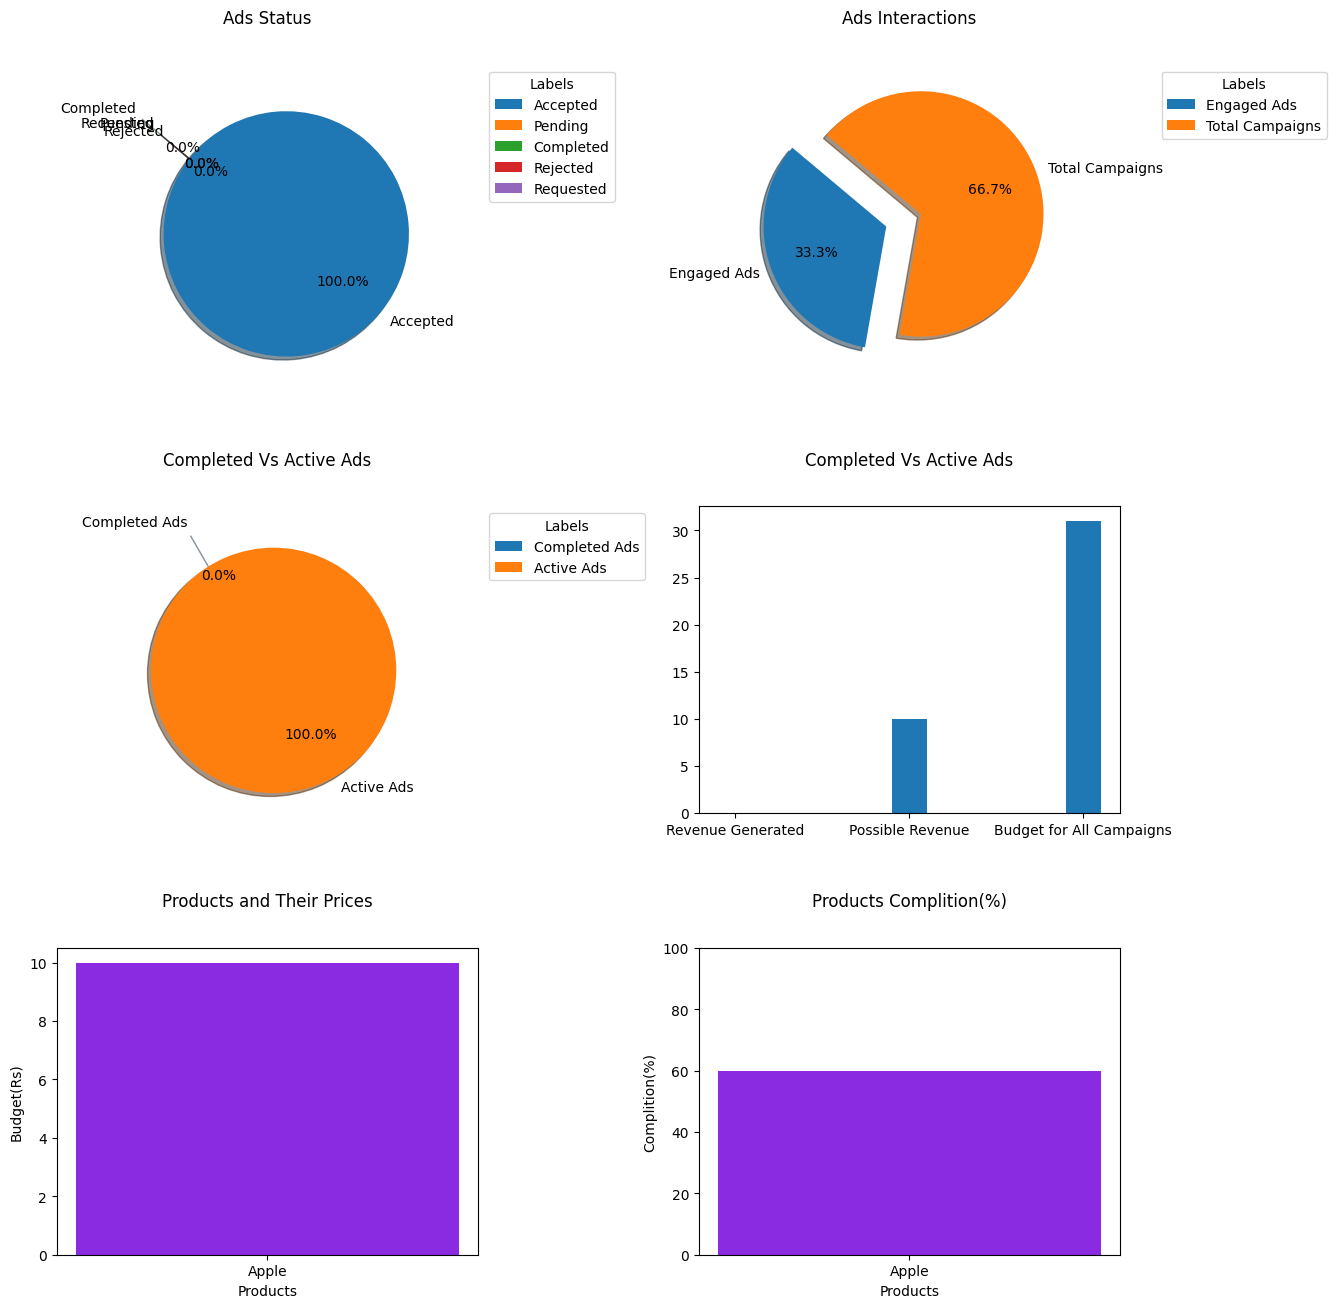 Ads Status
Completed
Requested
Pending
Rejected
0.0%
0.0%
0.0%
0.0%
100.0%
Accepted
Labels
Accepted
Pending
Completed
Rejected
Requested
Ads Interactions
Total Campaigns
66.7%
33.3%
Engaged Ads
Labels
Engaged Ads
Total Campaigns
Completed Vs Active Ads
Completed Ads
0.0%
100.0%
Active Ads
Labels
Completed Ads
Active Ads
Completed Vs Active Ads
30
25
20
15
10
5
0
Revenue Generated Possible Revenue Budget for All Campaigns
Products and Their Prices
10
8
6
4
2
0
Budget(Rs)
Apple
Products
Products Complition(%)
100
80
60
40
20
0
Complition(%)
Apple
Products